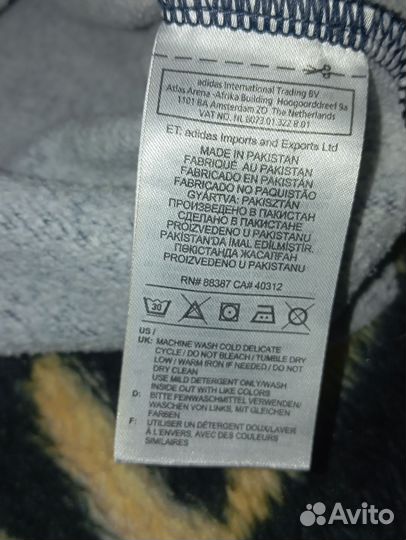 adidas International Trading BV
Atlas Arena -Afrika Building Hoogoorddreef 9a
1101 BA Amsterdam ZO The Netherlands
VAT NO. NL 8073 01 322 B 01
ET: adidas Imports and Exports Ltd
MADE IN PAKISTAN
FABRIQUÉ AU PAKISTAN
FABRICADO EN PAKISTÁN
FABRICADO NO PAQUISTÃO
GYÁRTVA: PAKISZTÁN
ПРОИЗВЕДЕНО В ПАКИСТАН
СДЕЛАНО В ПАКИСТАНЕ
PROIZVEDENO U PAKISTANU
PAKİSTAN'DA İMAL EDİLMİŞTİR.
ПӘКІСТАНДА ЖАСАЛҒАН
PROIZVEDENO U PAKISTANU
RN# 88387 CA# 40312
30
US /
UK: MACHINE WASH COLD DELICATE
CYCLE / DO NOT BLEACH / TUMBLE DRY
LOW / WARM IRON IF NEEDED / DO NOT
DRY CLEAN
USE MILD DETERGENT ONLY/WASH
INSIDE OUT WITH LIKE COLORS
D: BITTE FEINWASCHMITTEL VERWENDEN/
WASCHEN VON LINKS, MIT GLEICHEN
FARBEN
F: UTILISER UN DÉTERGENT DOUX/LAVER
À L'ENVERS, AVEC DES COULEURS
SIMILAIRES
Avito